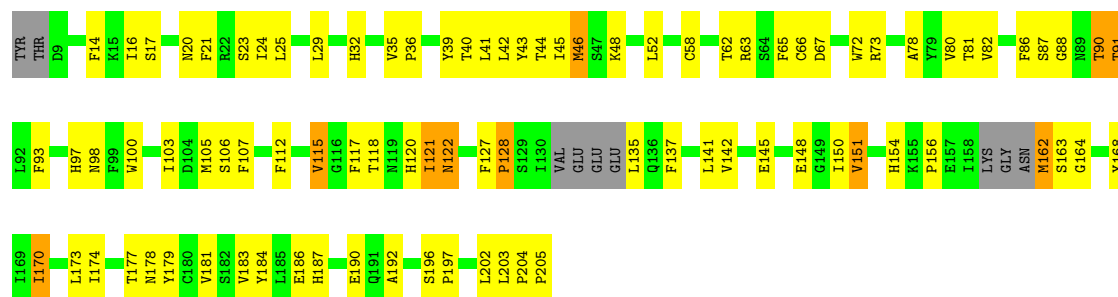 TYR THR D9 F14 K15 I16 S17 N20 F21 R22 S23 I24 L25 L29 H32 V35 P36 Y39 T40 L41 L42 Y43 T44 I45 M46 S47 K48 L52 C58 T62 R63 S64 F65 C66 D67 W72 R73 A78 Y79 V80 T81 V82 F86 S87 G88 N89 T90
L92 F93 H97 N98 F99 W100 I103 D104 M105 S106 F107 F112 V115 G116 F117 T118 N119 H120 I121 N122 F127 P128 S129 I130 VAL GLU GLU GLU L135 Q136 F137 L141 V142 E145 E148 G149 I150 V151 H154 K155 P156 E157 I158 LYS GLY ASN M162 S163 G164
I169 I170 L173 I174 T177 N178 Y179 C180 V181 S182 V183 Y184 L185 E186 H187 E190 Q191 A192 S196 P197 L202 L203 P204 P205